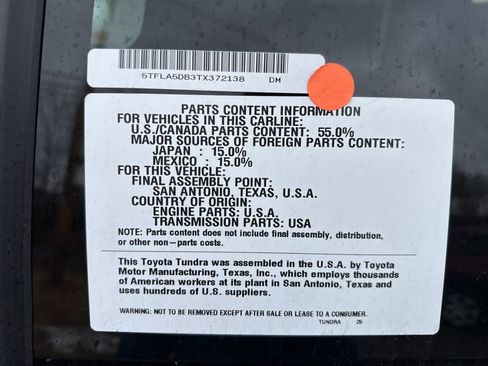 5TFLA5DB3TX372138 DM
PARTS CONTENT INFORMATION
FOR VEHICLES IN THIS CARLINE:
U.S./CANADA PARTS CONTENT: 55.0%
MAJOR SOURCES OF FOREIGN PARTS CONTENT:
JAPAN : 15.0%
MEXICO : 15.0%
FOR THIS VEHICLE:
FINAL ASSEMBLY POINT:
SAN ANTONIO, TEXAS, U.S.A.
COUNTRY OF ORIGIN:
ENGINE PARTS: U.S.A.
TRANSMISSION PARTS: USA
NOTE: Parts content does not include final assembly, distribution,
or other non-parts costs.
This Toyota Tundra was assembled in the U.S.A. by Toyota
Motor Manufacturing, Texas, Inc., which employs thousands
of American workers at its plant in San Antonio, Texas and
uses hundreds of U.S. suppliers.
WARNING: NOT TO BE REMOVED EXCEPT AFTER SALE OR LEASE TO A CONSUMER.
TUNDRA 26